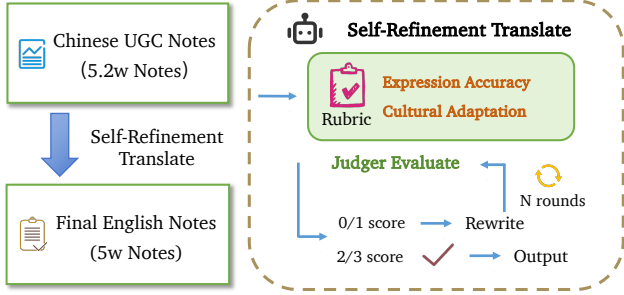 Chinese UGC Notes
(5.2w Notes)
Self-Refinement
Translate
Final English Notes
(5w Notes)
Self-Refinement Translate
Rubric
Expression Accuracy
Cultural Adaptation
Judger Evaluate
N rounds
0/1 score
Rewrite
2/3 score
Output